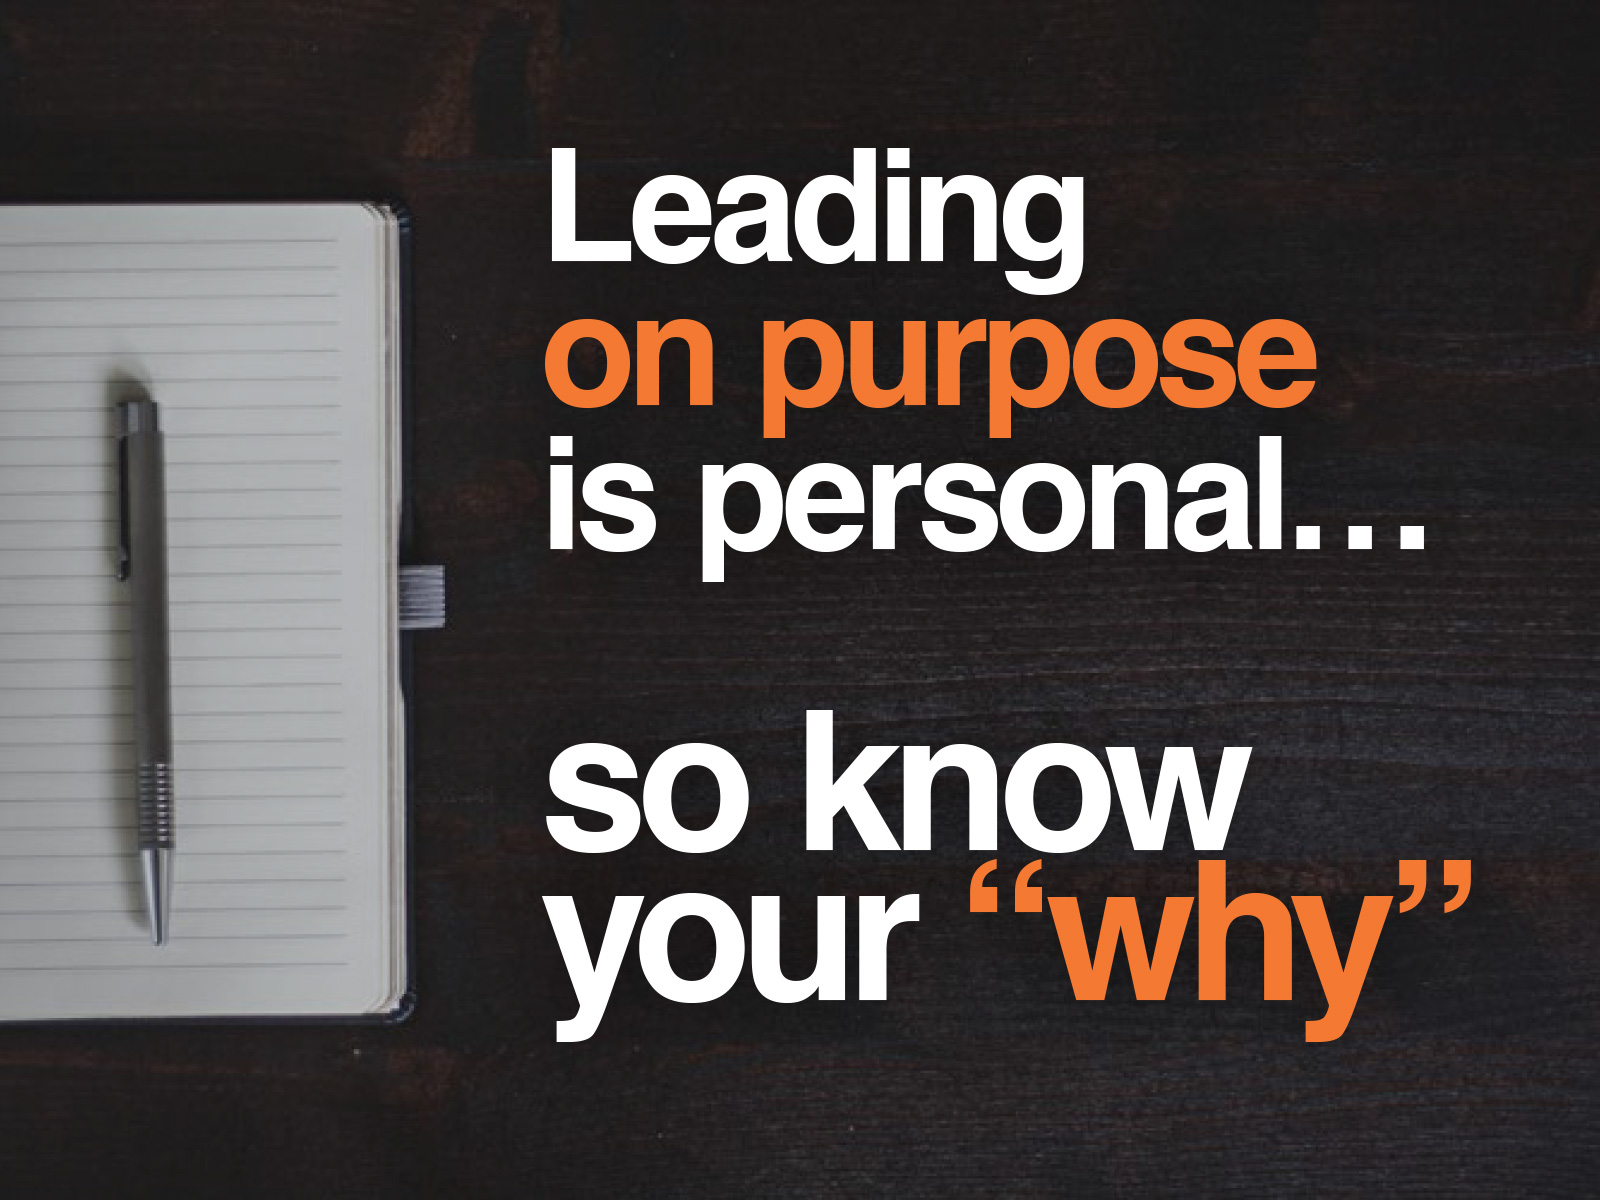 Leading
on purpose
is personal…
so know
your “why”